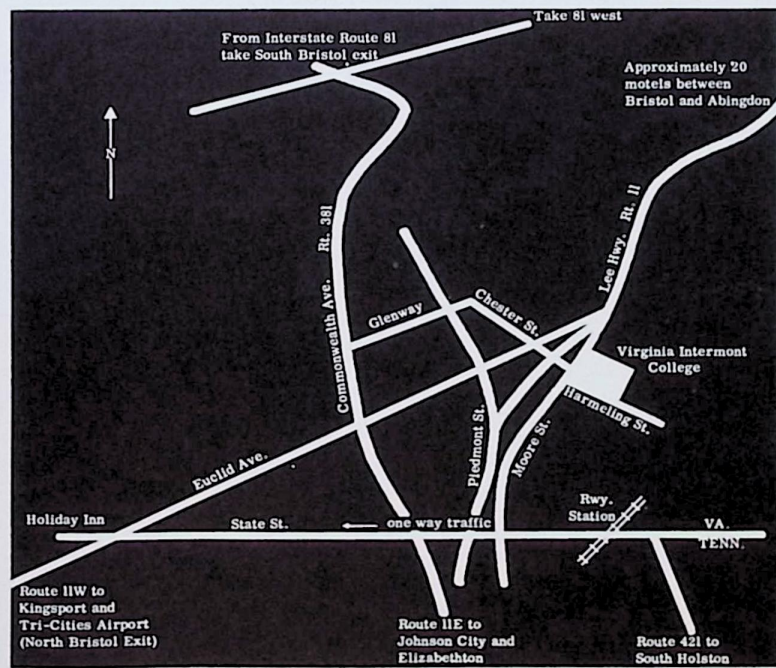 Take 81 west
From Interstate Route 81
take South Bristol exit
Approximately 20
motels between
Bristol and Abingdon
N
Commonwealth Ave. Rt. 381
Lee Hwy. Rt. 11
Glenway
Chester St.
Virginia Intermont
College
Harmeling St.
Piedmont St.
Moore St.
Euclid Ave.
Rwy.
Station
Holiday Inn
State St.
one way traffic
VA.
TENN.
Route 11W to
Kingsport and
Tri-Cities Airport
(North Bristol Exit)
Route 11E to
Johnson City and
Elizabethton
Route 421 to
South Holston